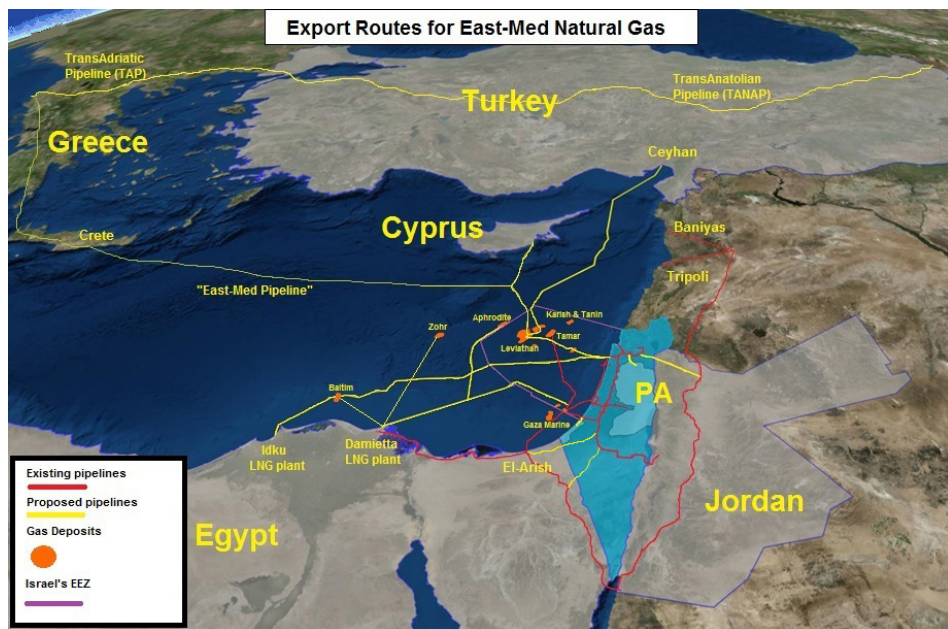 Export Routes for East-Med Natural Gas
TransAdriatic
Pipeline (TAP)
TransAnatolian
Pipeline (TANAP)
Turkey
Greece
Ceyhan
Cyprus
Baniyas
Crete
Tripoli
"East-Med Pipeline"
Aphrodite
Karish & Tanin
Zohr
Tamar
Leviathan
Baltim
PA
Gaza Marine
Idku
LNG plant
Damietta
LNG plant
El-Arish
Jordan
Egypt
Existing pipelines
Proposed pipelines
Gas Deposits
Israel's EEZ